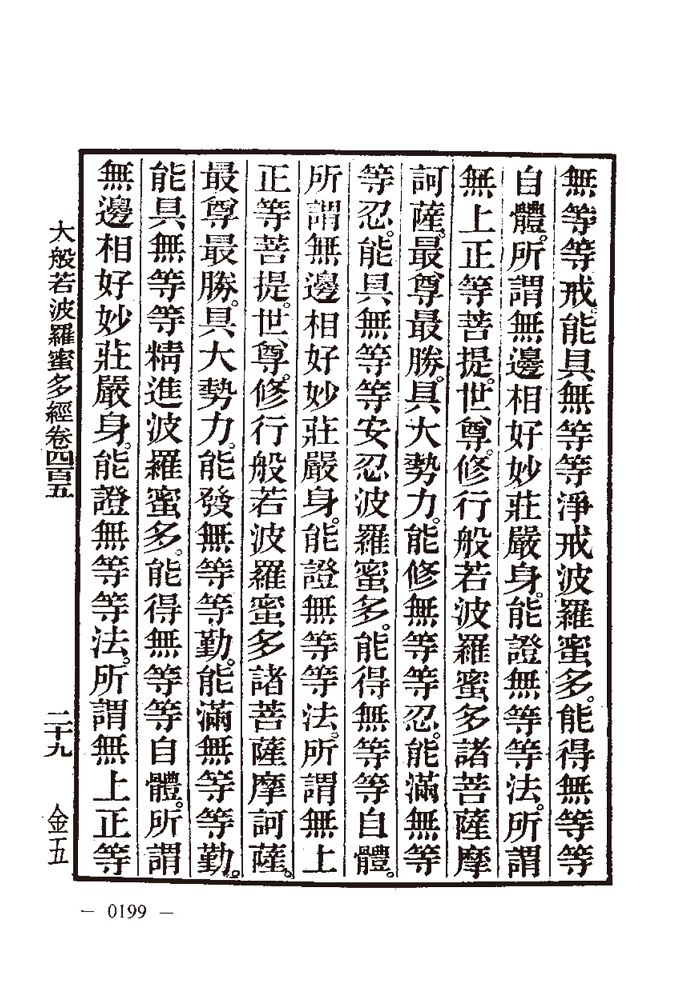 無等等戒。能具無等等淨戒波羅蜜多。能得無等等
自體。所謂無邊相好妙莊嚴身。能證無等等法。所謂
無上正等菩提。世尊。修行般若波羅蜜多諸菩薩摩
訶薩。最尊最勝。具大勢力。能修無等等忍。能滿無等
等忍。能具無等等安忍波羅蜜多。能得無等等自體。
所謂無邊相好妙莊嚴身。能證無等等法。所謂無上
正等菩提。世尊。修行般若波羅蜜多諸菩薩摩訶薩。
最尊最勝。具大勢力。能發無等等勤。能滿無等等勤。
能具無等等精進波羅蜜多。能得無等等自體。所謂
無邊相好妙莊嚴身。能證無等等法。所謂無上正等
大般若波羅蜜多經卷四百五 二十九 金五
— 0199 —